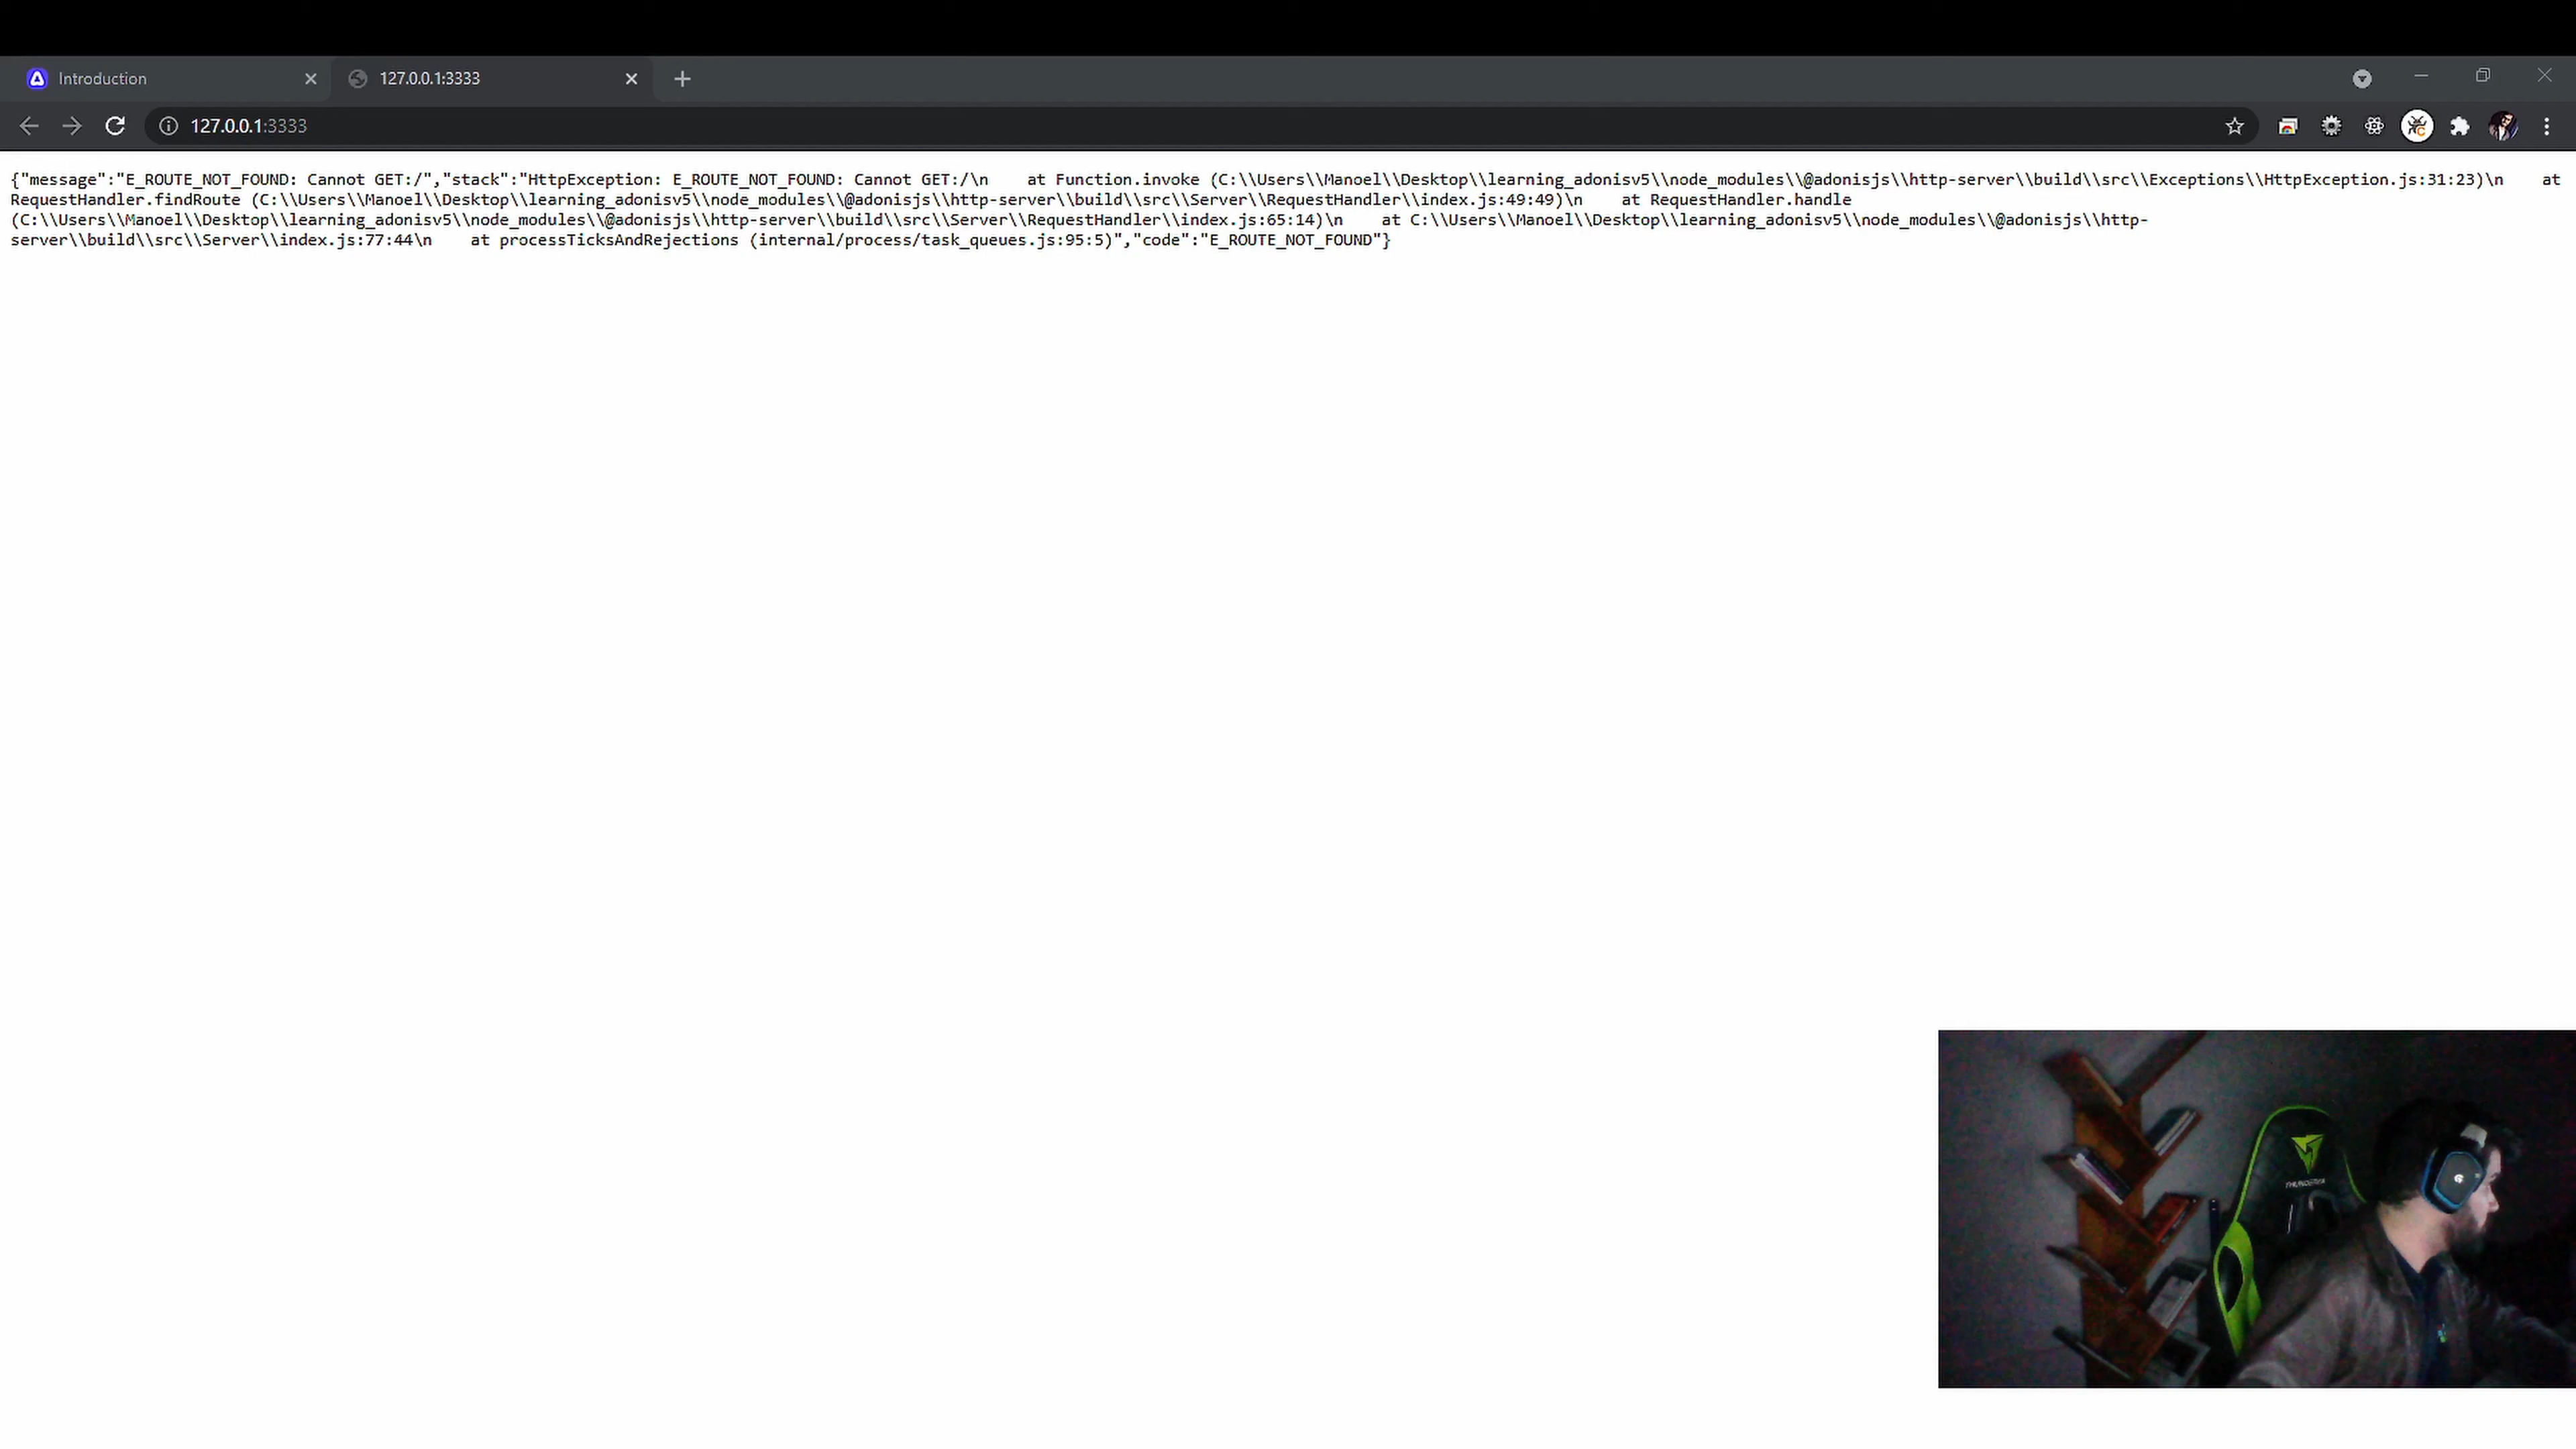 Introduction
127.0.0.1:3333
127.0.0.1:3333
{"message":"E_ROUTE_NOT_FOUND: Cannot GET:/","stack":"HttpException: E_ROUTE_NOT_FOUND: Cannot GET:/\n    at Function.invoke (C:\\Users\\Manoel\\Desktop\\learning_adonisv5\\node_modules\\@adonisjs\\http-server\\build\\src\\Exceptions\\HttpException.js:31:23)\n    at
RequestHandler.findRoute (C:\\Users\\Manoel\\Desktop\\learning_adonisv5\\node_modules\\@adonisjs\\http-server\\build\\src\\Server\\RequestHandler\\index.js:49:49)\n    at RequestHandler.handle
(C:\\Users\\Manoel\\Desktop\\learning_adonisv5\\node_modules\\@adonisjs\\http-server\\build\\src\\Server\\RequestHandler\\index.js:65:14)\n    at C:\\Users\\Manoel\\Desktop\\learning_adonisv5\\node_modules\\@adonisjs\\http-
server\\build\\src\\Server\\index.js:77:44\n    at processTicksAndRejections (internal/process/task_queues.js:95:5)","code":"E_ROUTE_NOT_FOUND"}